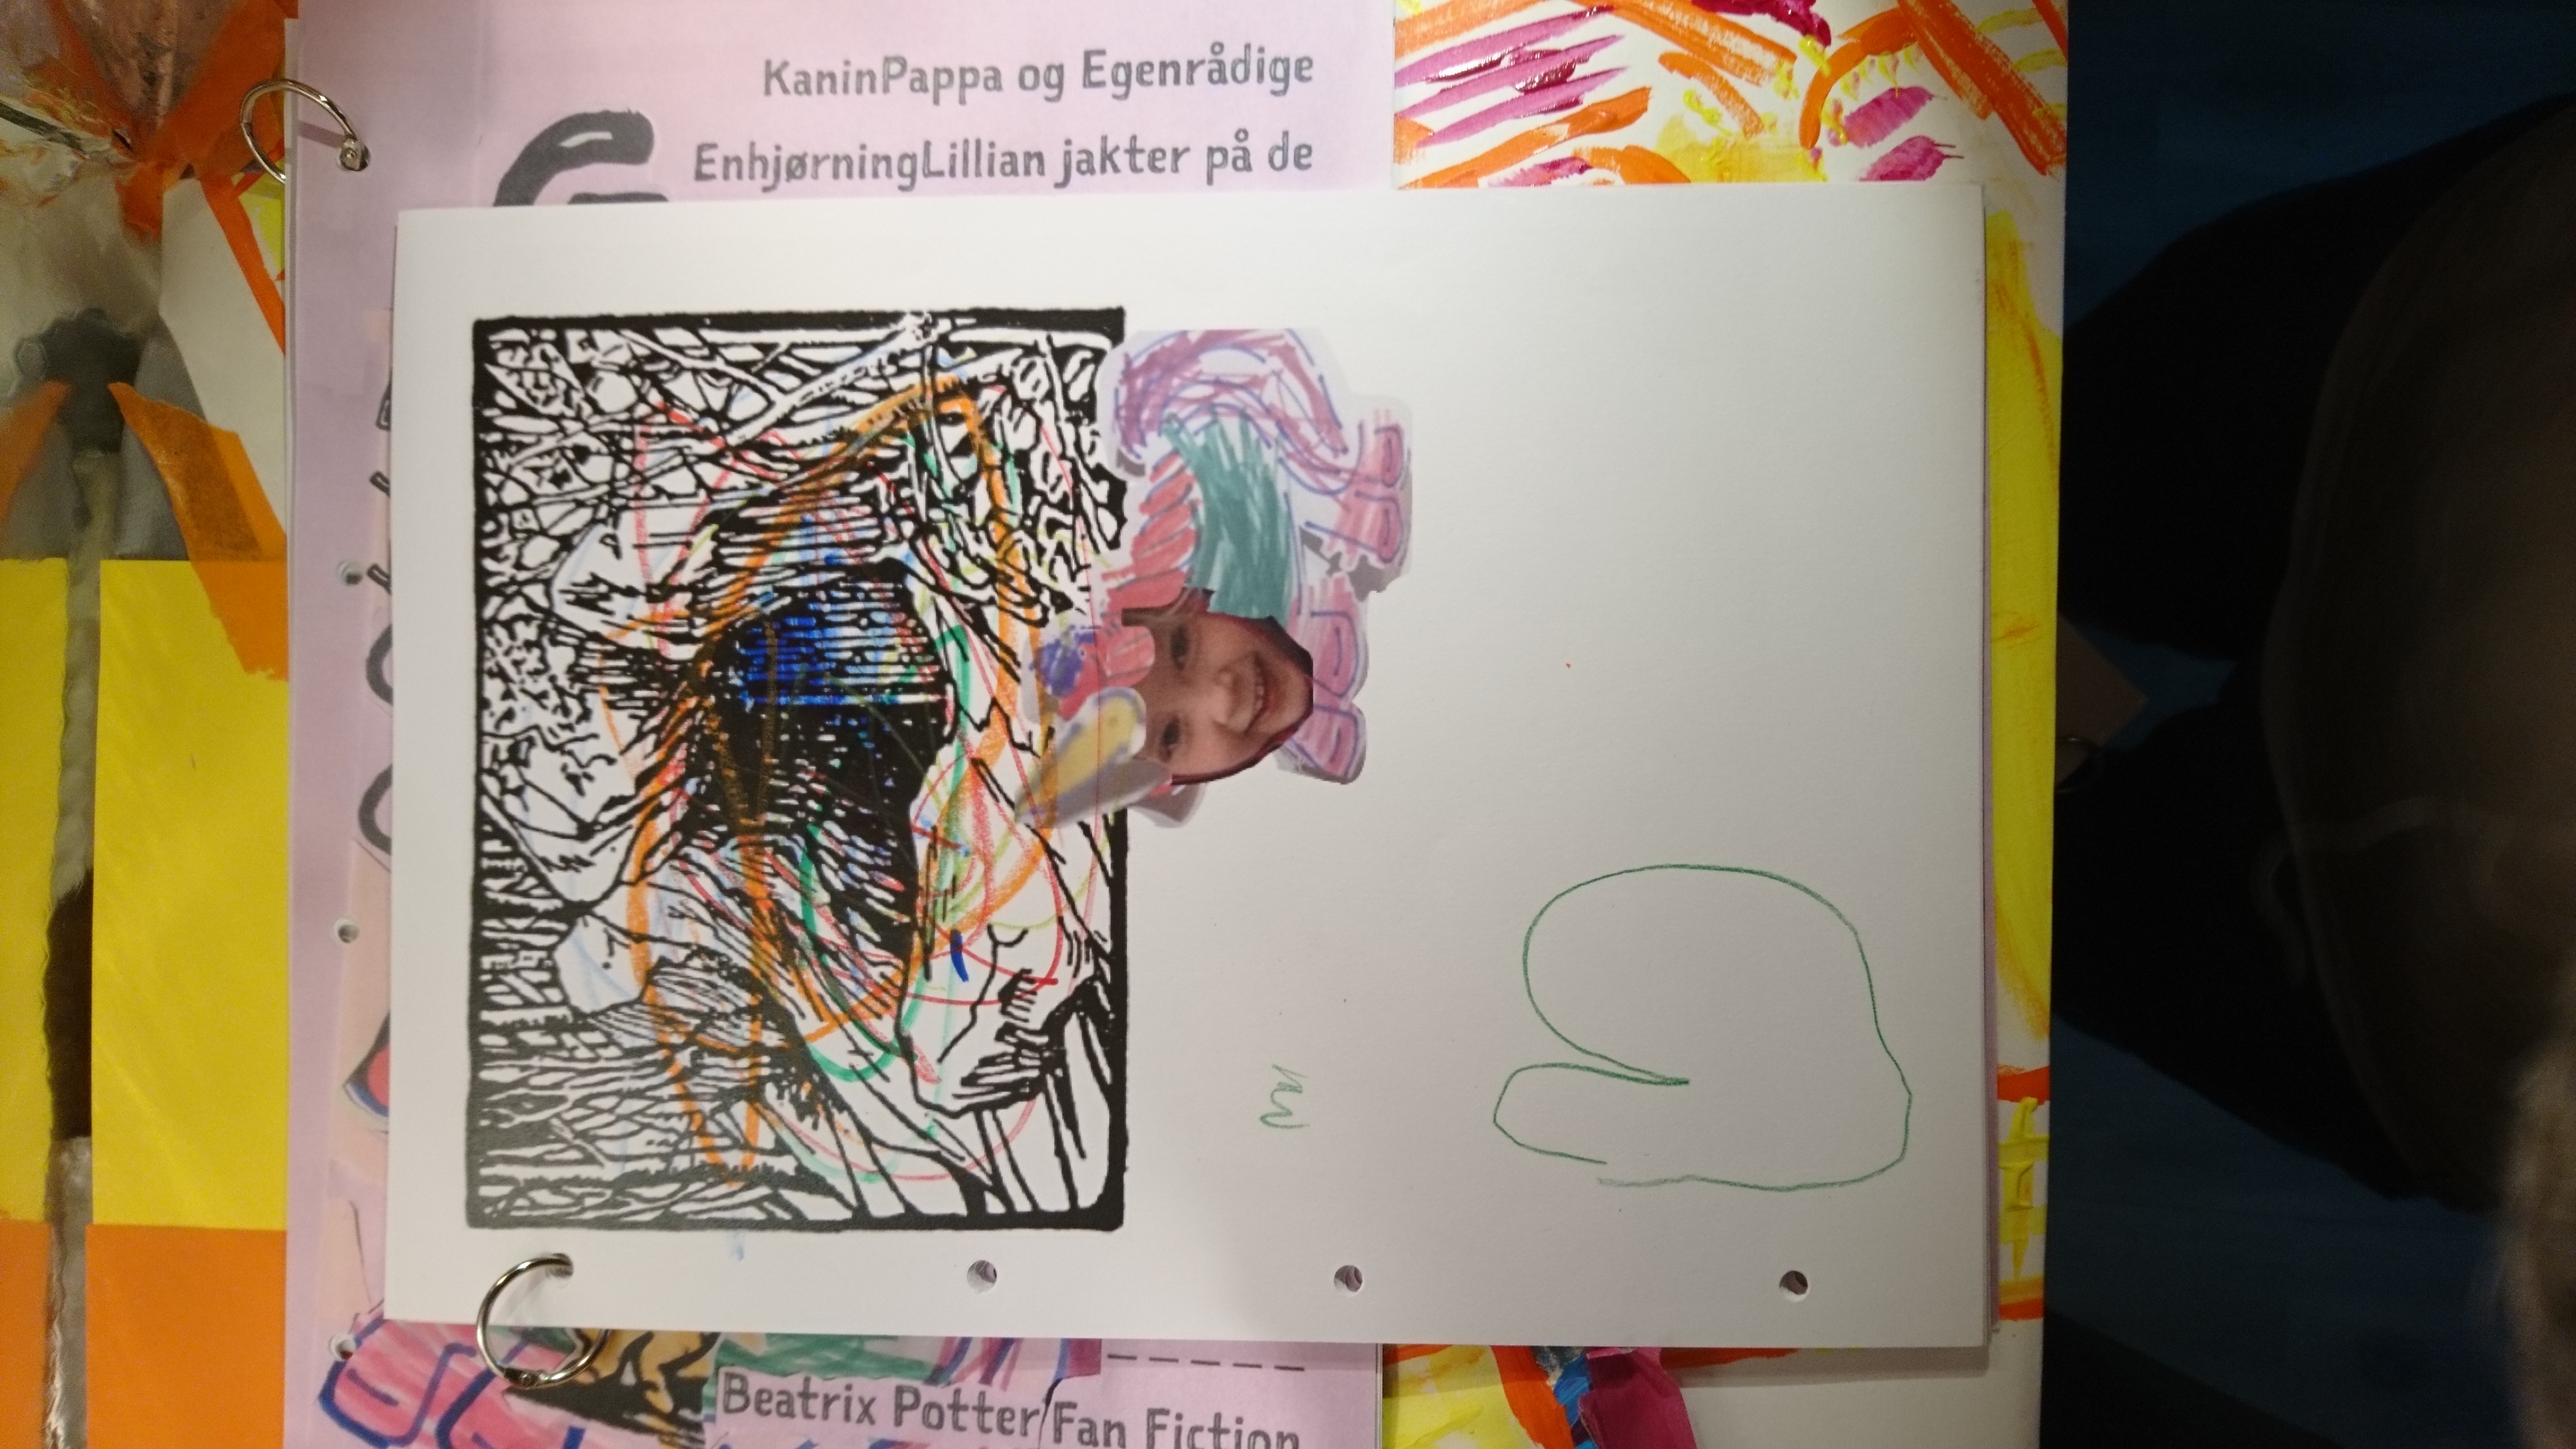 KaninPappa og Egenrådige
EnhjørningLillian jakter på de
Beatrix Potter Fan Fiction